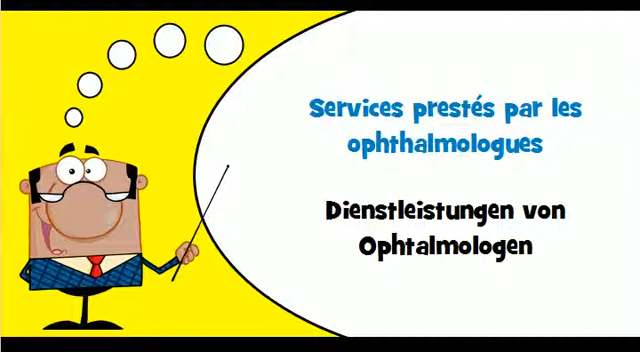 Services prestés par les
ophthalmologues
Dienstleistungen von
Ophtalmologen